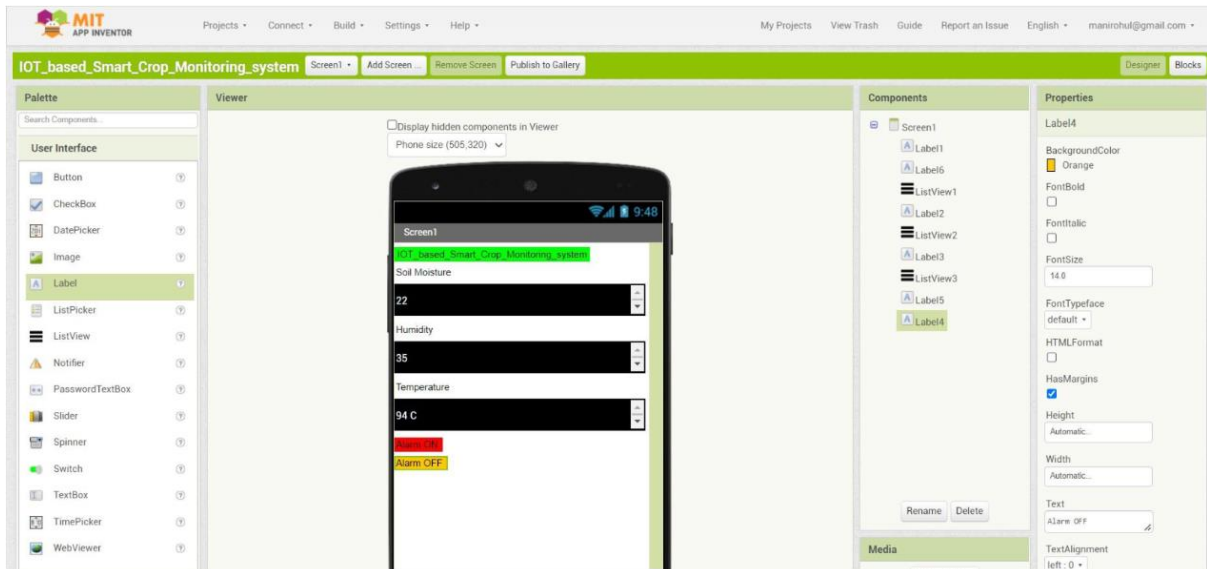 MIT
APP INVENTOR
Projects Connect Build Settings Help
My Projects View Trash Guide Report an Issue English manirohul@gmail.com
IOT_based_Smart_Crop_Monitoring_system Screen1 Add Screen ... Remove Screen Publish to Gallery Designer Blocks
Palette
Search Components...
User Interface
Button
CheckBox
DatePicker
Image
Label
ListPicker
ListView
Notifier
PasswordTextBox
Slider
Spinner
Switch
TextBox
TimePicker
WebViewer
Viewer
Display hidden components in Viewer
Phone size (505,320)
9:48
Screen1
IOT_based_Smart_Crop_Monitoring_system
Soil Moisture
22
Humidity
35
Temperature
94 C
Alarm ON
Alarm OFF
Components
Screen1
Label1
Label6
ListView1
Label2
ListView2
Label3
ListView3
Label5
Label4
Rename Delete
Media
Properties
Label4
BackgroundColor
Orange
FontBold
FontItalic
FontSize
14.0
FontTypeface
default
HTMLFormat
HasMargins
Height
Automatic...
Width
Automatic...
Text
Alarm OFF
TextAlignment
left : 0